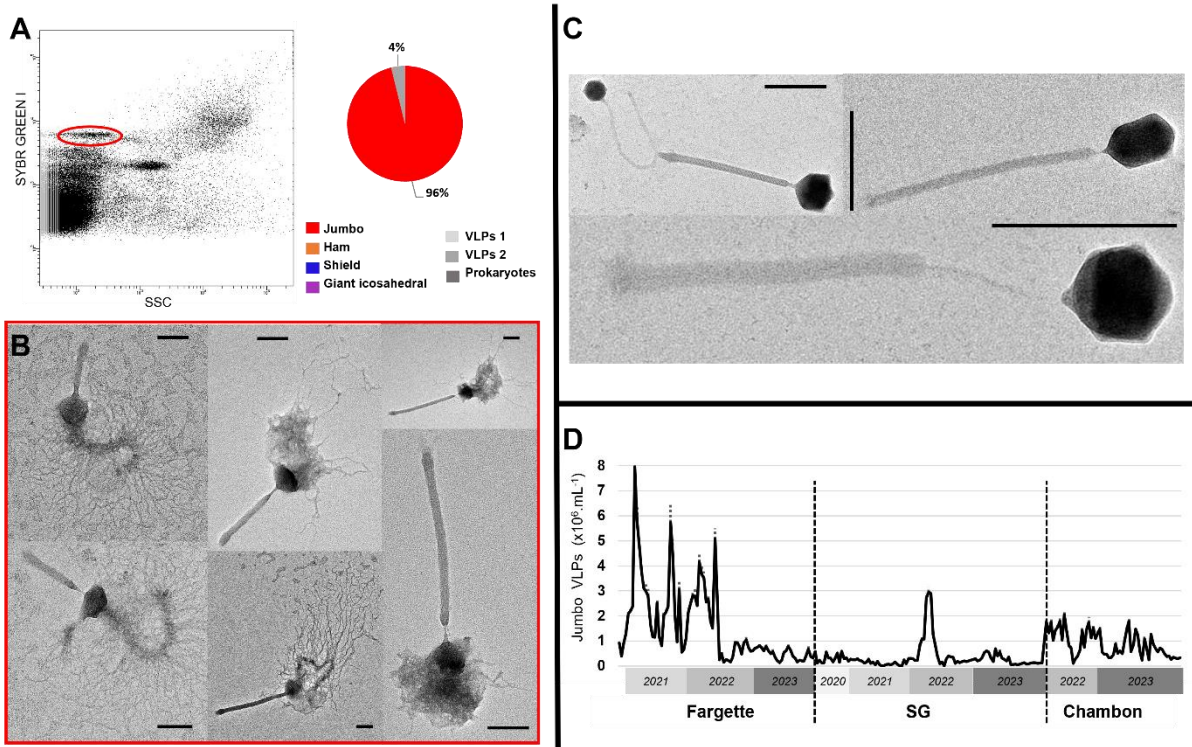 A
SYBR GREEN I
SSC
4%
96%
Jumbo
Ham
Shield
Giant icosahedral
VLPs 1
VLPs 2
Prokaryotes
B
C
D
Jumbo VLPs (x10⁶.mL⁻¹)
8
7
6
5
4
3
2
1
0
2021 2022 2023 2020 2021 2022 2023 2022 2023
Fargette SG Chambon